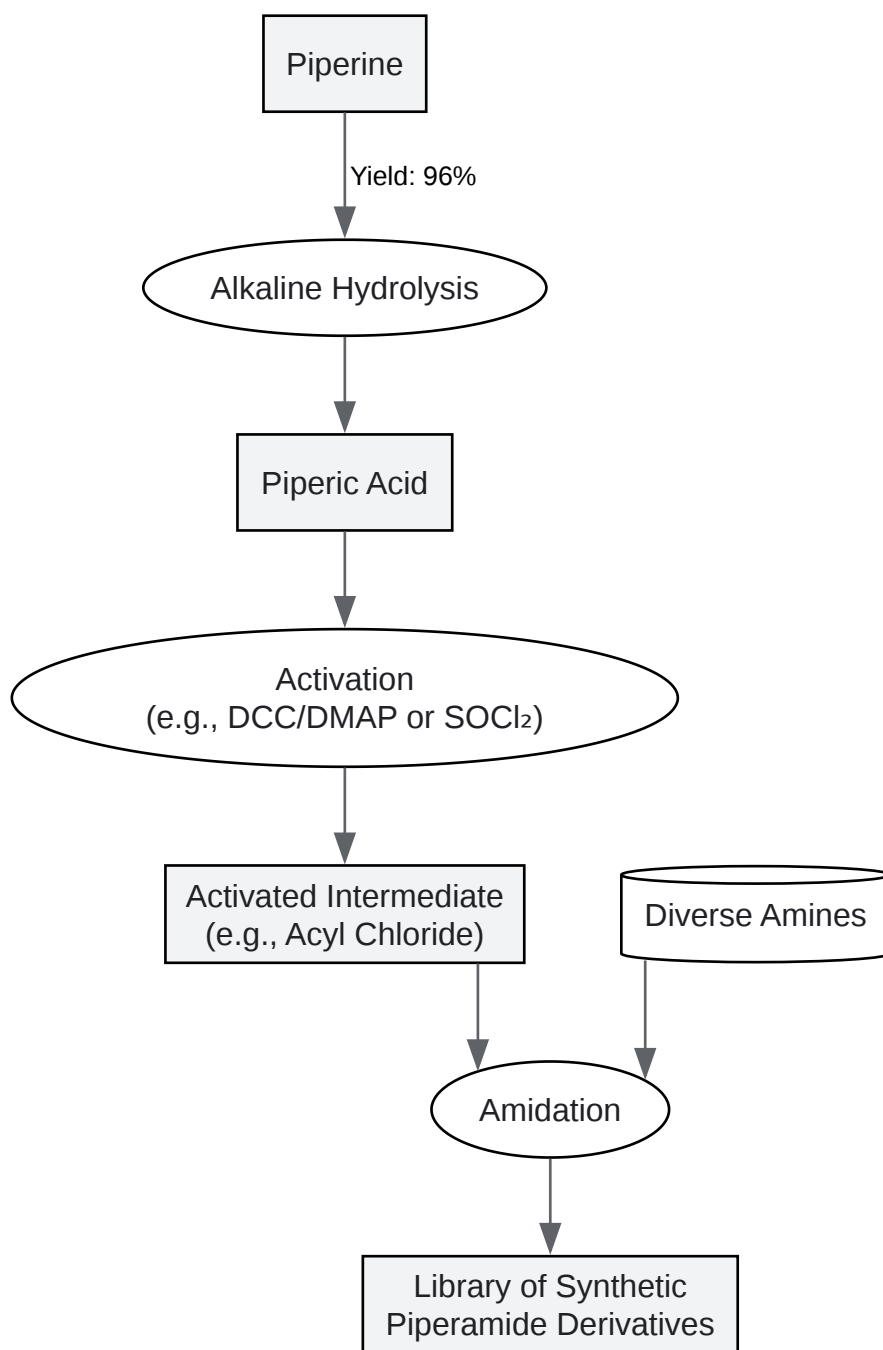 Piperine
Yield: 96%
Alkaline Hydrolysis
Piperic Acid
Activation
(e.g., DCC/DMAP or SOCl₂)
Activated Intermediate
(e.g., Acyl Chloride)
Diverse Amines
Amidation
Library of Synthetic
Piperamide Derivatives